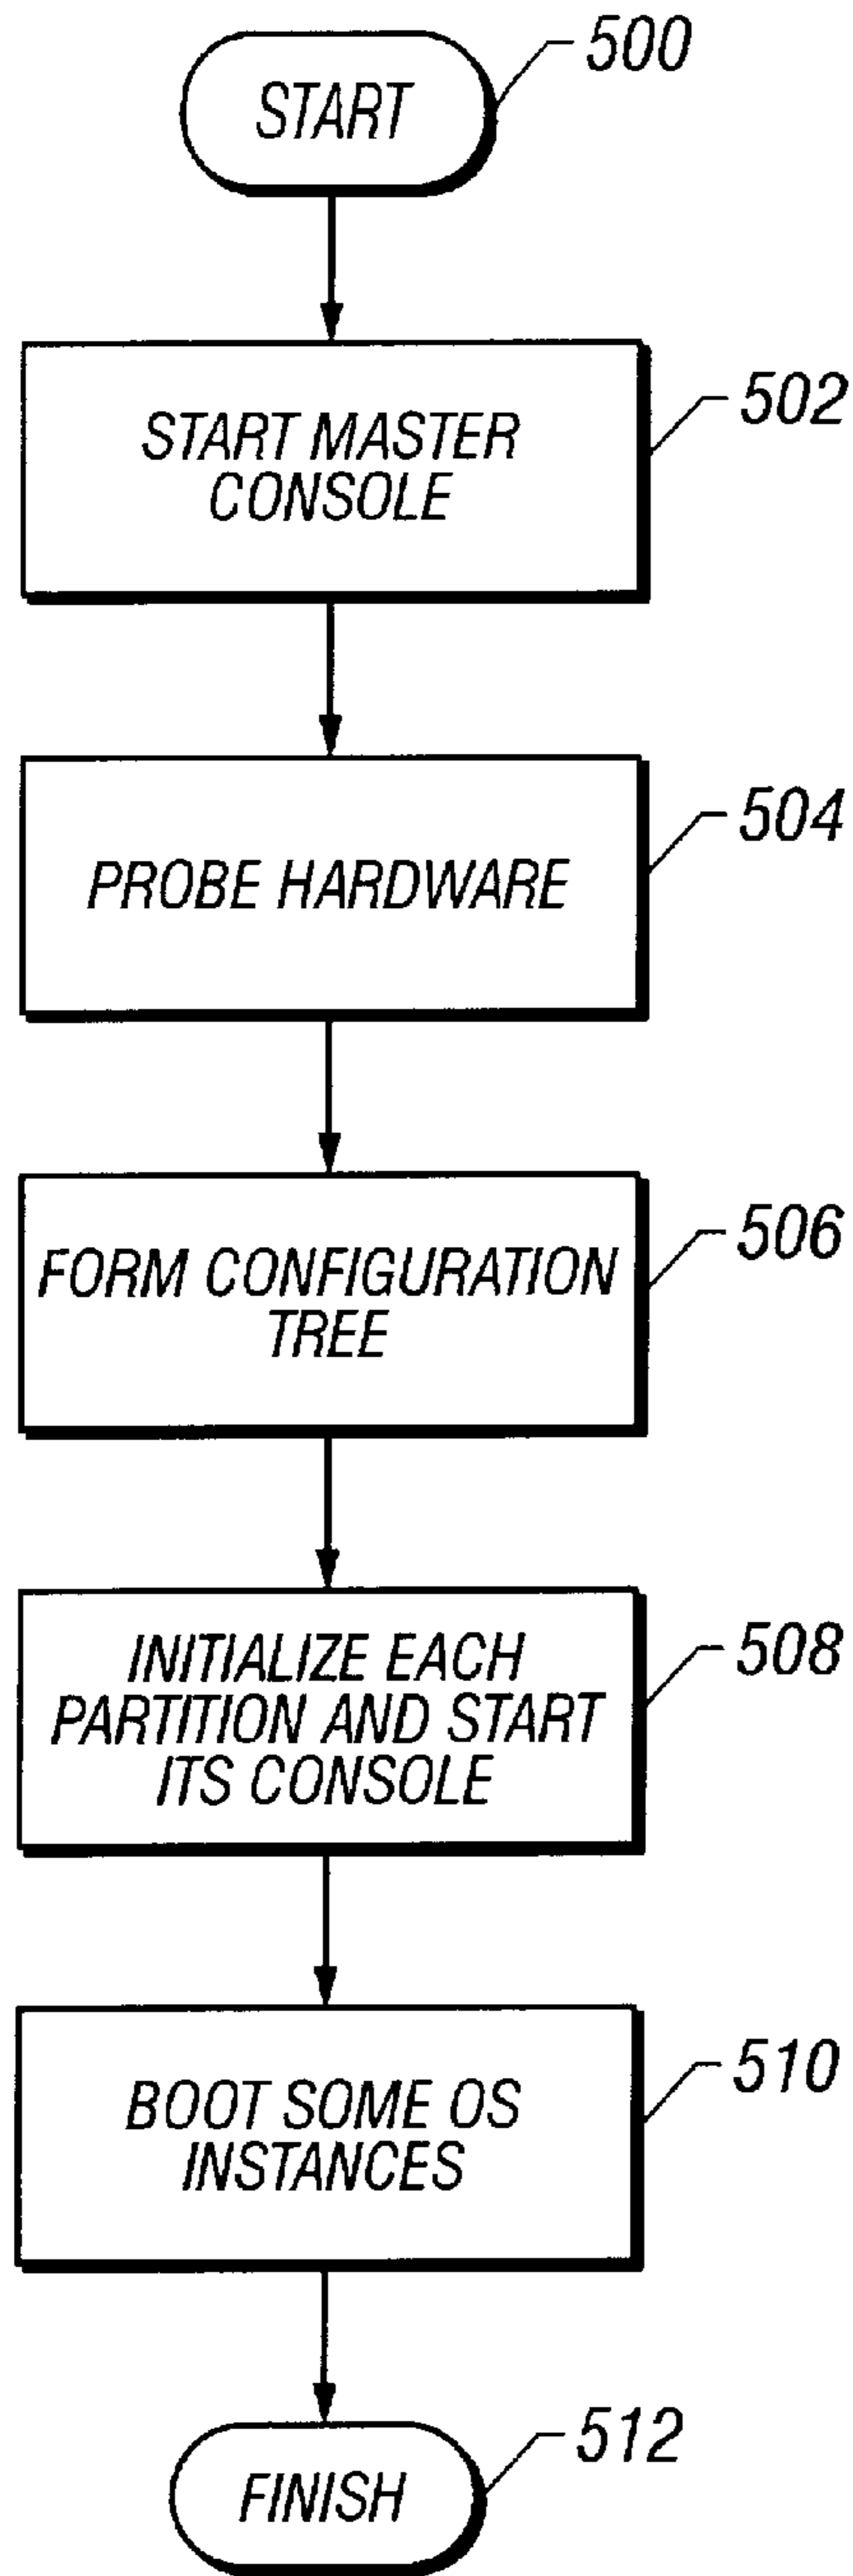 500
START
502
START MASTER
CONSOLE
504
PROBE HARDWARE
506
FORM CONFIGURATION
TREE
508
INITIALIZE EACH
PARTITION AND START
ITS CONSOLE
510
BOOT SOME OS
INSTANCES
512
FINISH